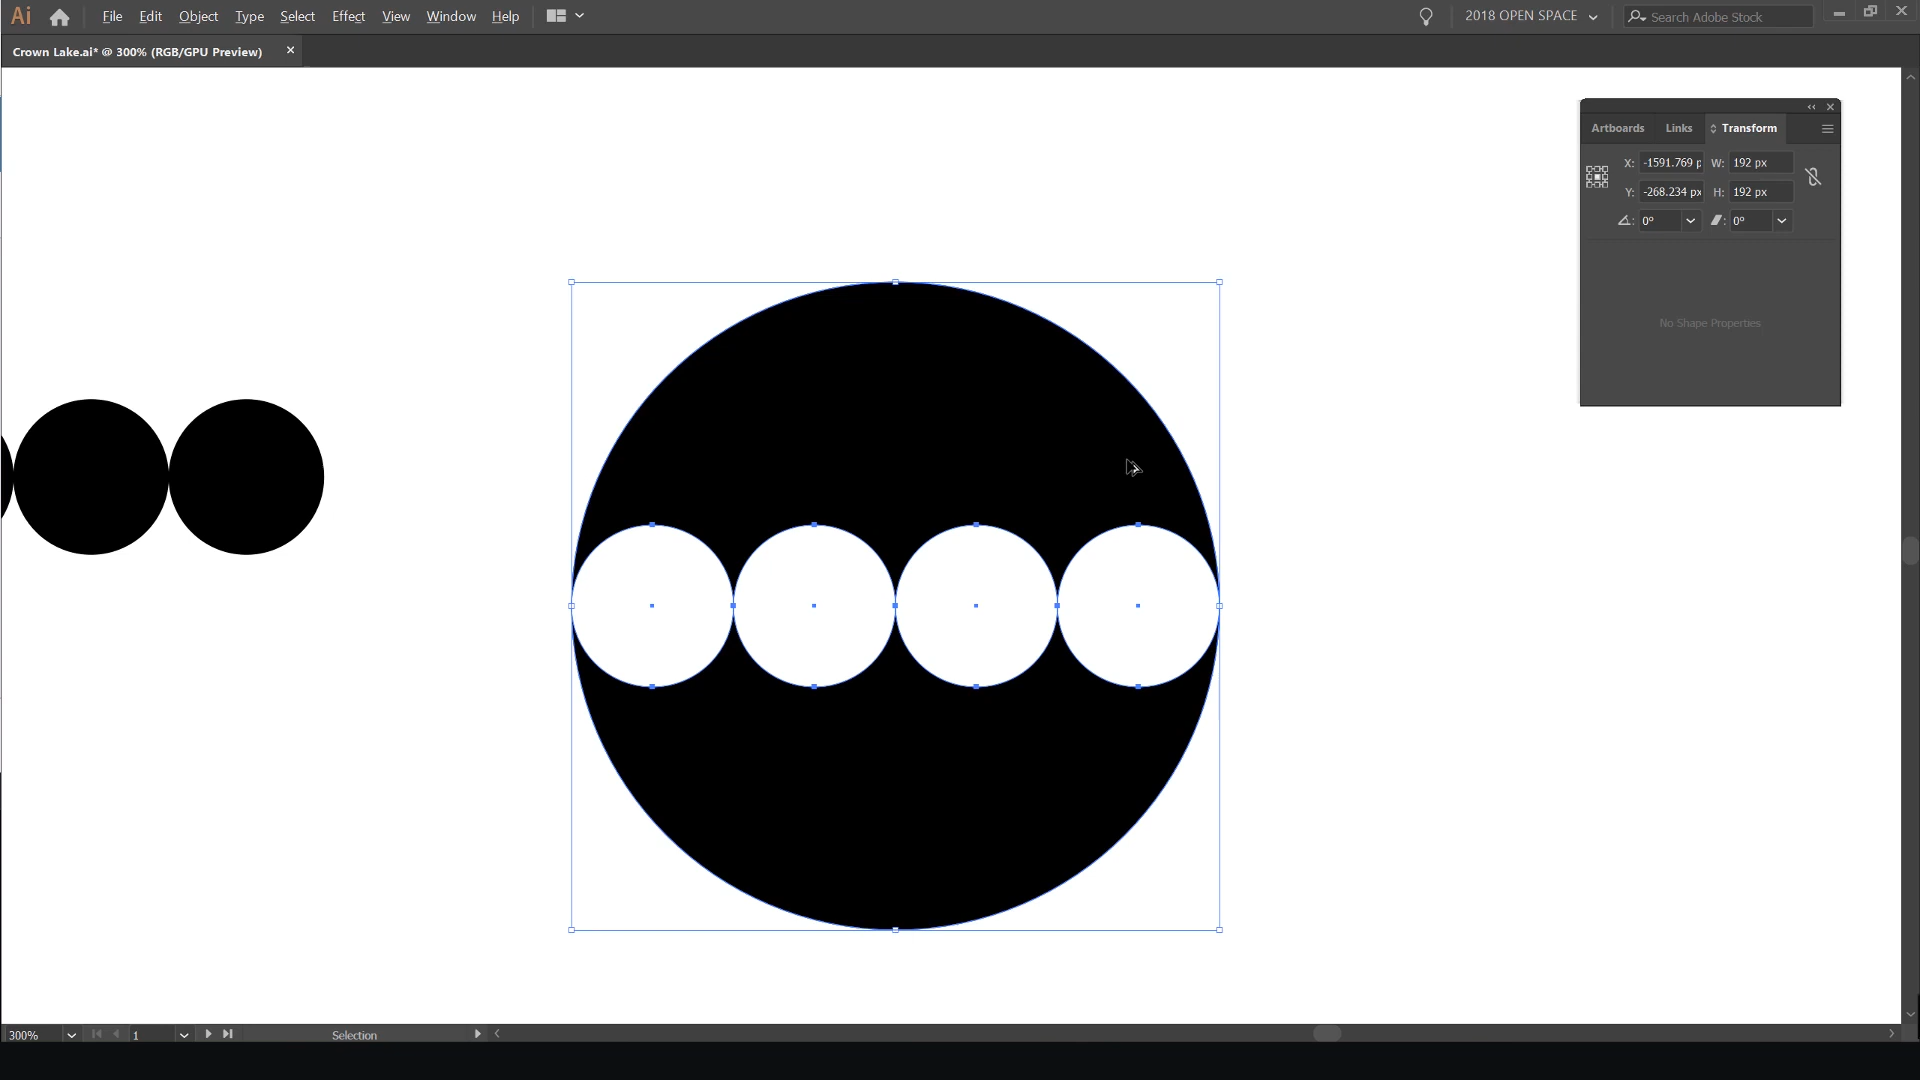 Ai File Edit Object Type Select Effect View Window Help 2018 OPEN SPACE Search Adobe Stock
Crown Lake.ai* @ 300% (RGB/GPU Preview)
Artboards Links Transform
X: -1591.769 p W: 192 px
Y: -268.234 px H: 192 px
0° 0°
No Shape Properties
300% 1 Selection